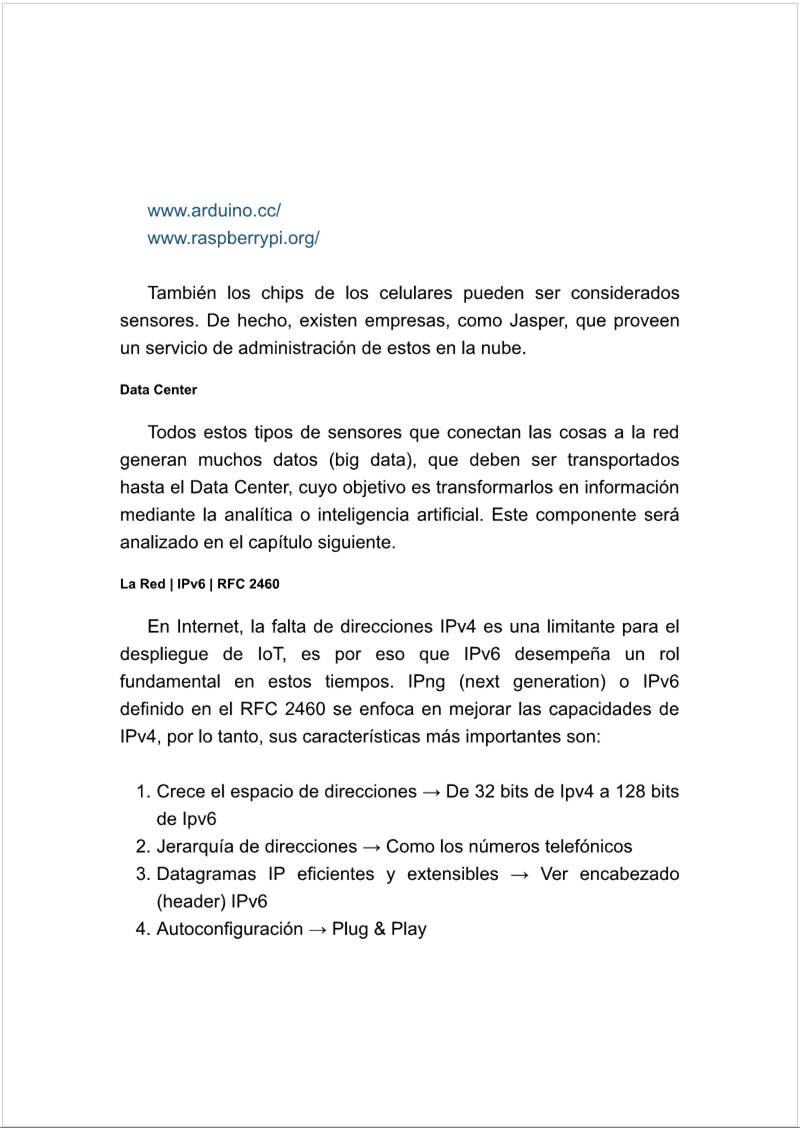 www.arduino.cc/
www.raspberrypi.org/
También los chips de los celulares pueden ser considerados
sensores. De hecho, existen empresas, como Jasper, que proveen
un servicio de administración de estos en la nube.
Data Center
Todos estos tipos de sensores que conectan las cosas a la red
generan muchos datos (big data), que deben ser transportados
hasta el Data Center, cuyo objetivo es transformarlos en información
mediante la analítica o inteligencia artificial. Este componente será
analizado en el capítulo siguiente.
La Red | IPv6 | RFC 2460
En Internet, la falta de direcciones IPv4 es una limitante para el
despliegue de IoT, es por eso que IPv6 desempeña un rol
fundamental en estos tiempos. IPng (next generation) o IPv6
definido en el RFC 2460 se enfoca en mejorar las capacidades de
IPv4, por lo tanto, sus características más importantes son:
1. Crece el espacio de direcciones → De 32 bits de Ipv4 a 128 bits
de Ipv6
2. Jerarquía de direcciones → Como los números telefónicos
3. Datagramas IP eficientes y extensibles → Ver encabezado
(header) IPv6
4. Autoconfiguración → Plug & Play